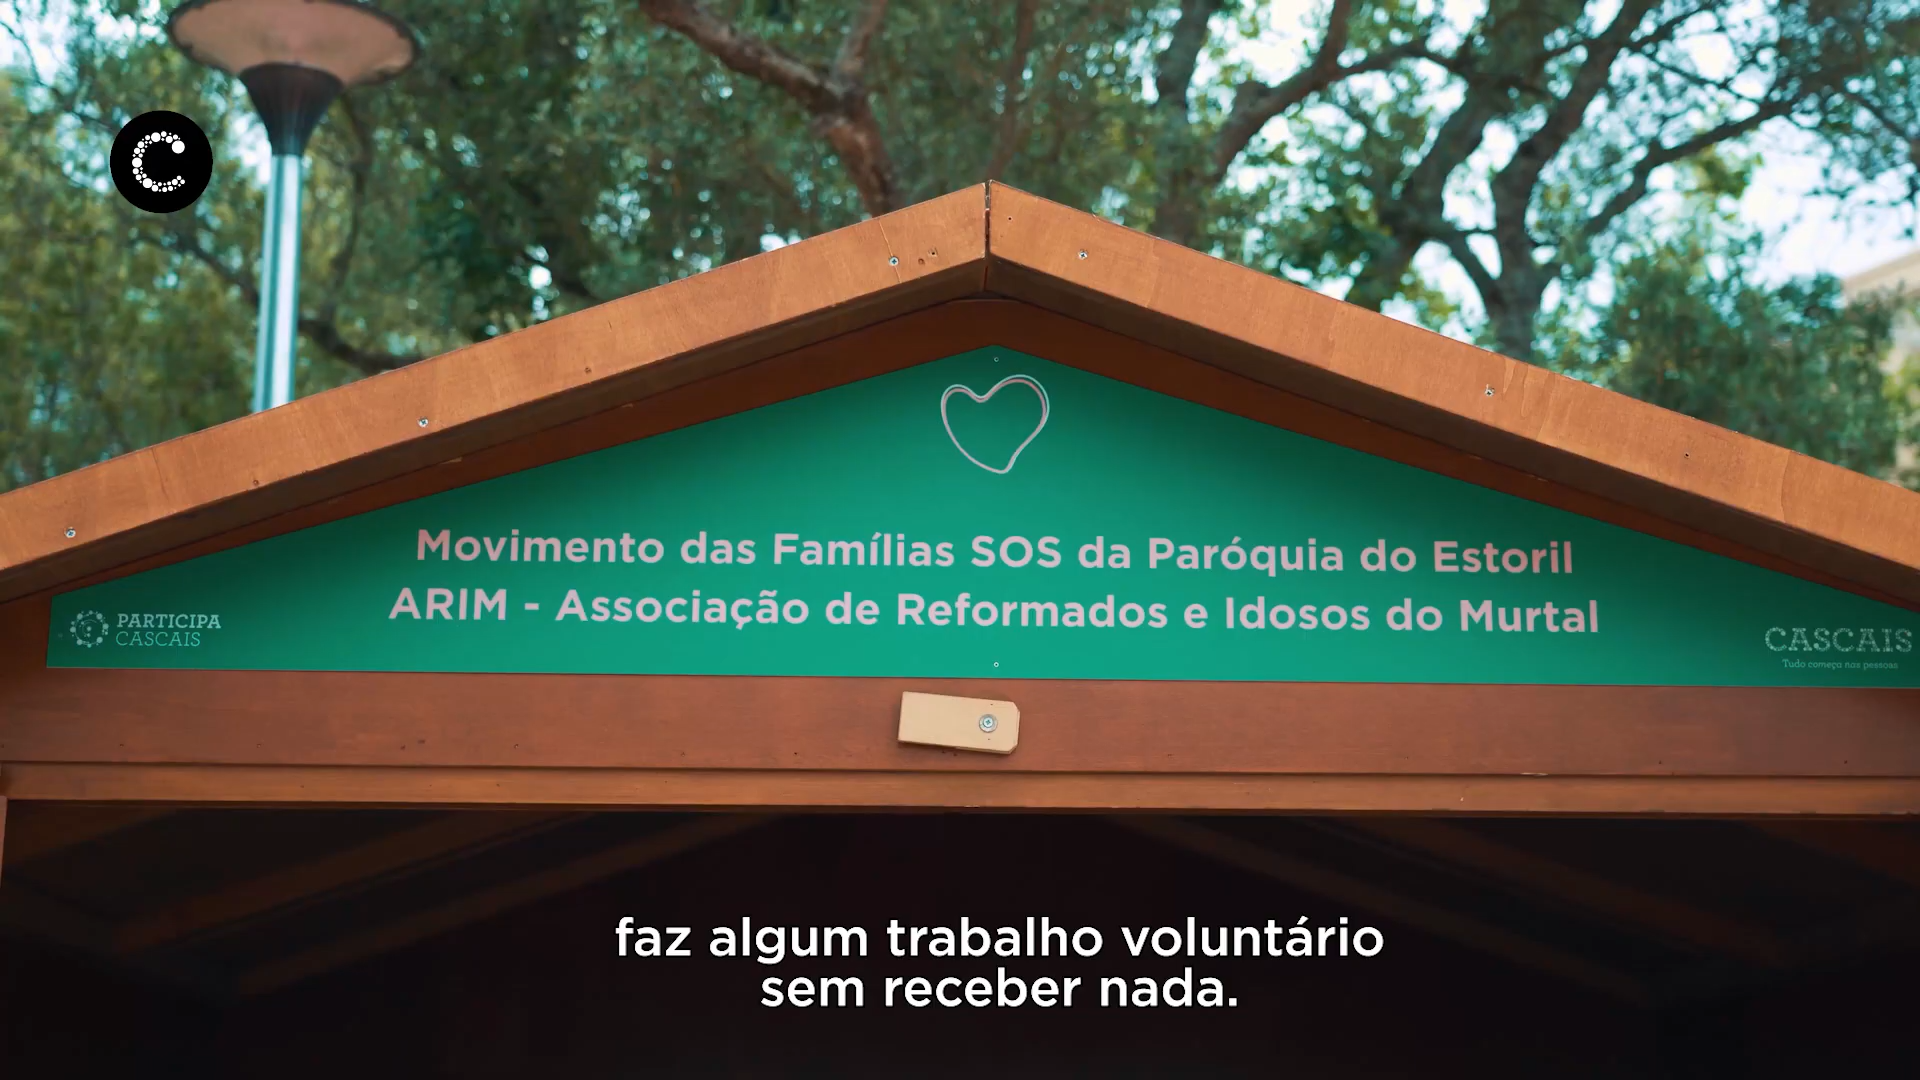 Movimento das Famílias SOS da Paróquia do Estoril
ARIM - Associação de Reformados e Idosos do Murtal
PARTICIPA
CASCAIS
CASCAIS
Tudo começa nas pessoas
faz algum trabalho voluntário
sem receber nada.